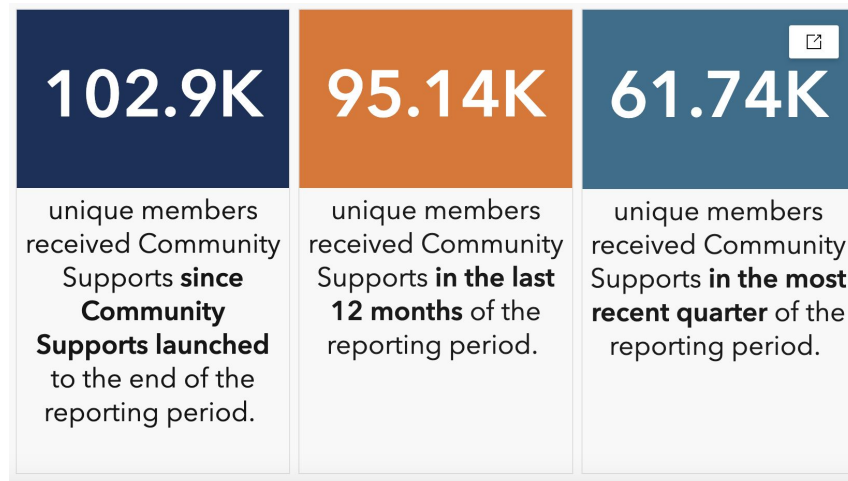 102.9K
unique members
received Community
Supports since
Community
Supports launched
to the end of the
reporting period.
95.14K
unique members
received Community
Supports in the last
12 months of the
reporting period.
61.74K
unique members
received Community
Supports in the most
recent quarter of the
reporting period.